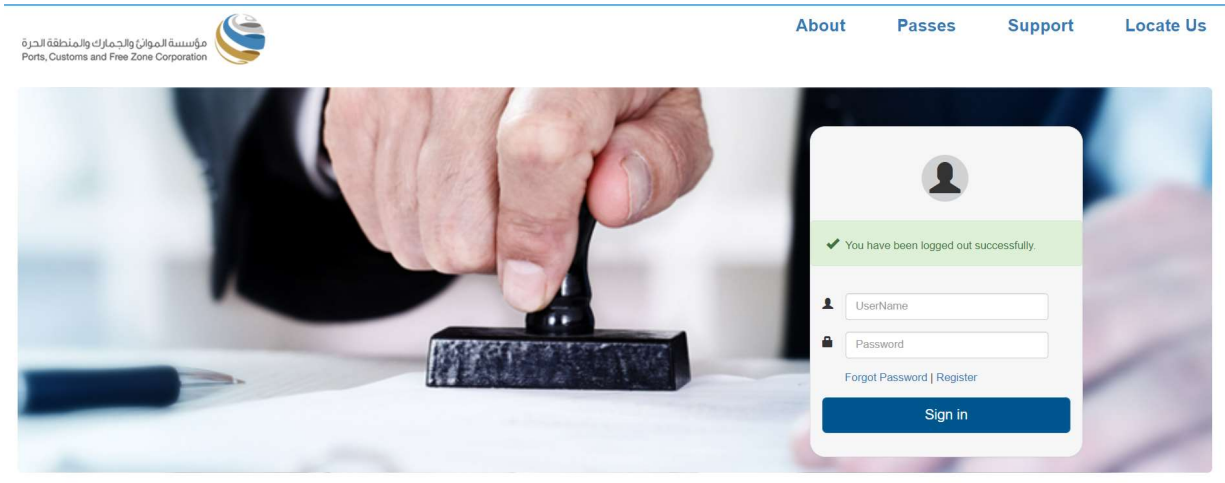 مؤسسة الموانئ والجمارك والمنطقة الحرة
Ports, Customs and Free Zone Corporation
About Passes Support Locate Us
You have been logged out successfully.
UserName
Password
Forgot Password | Register
Sign in